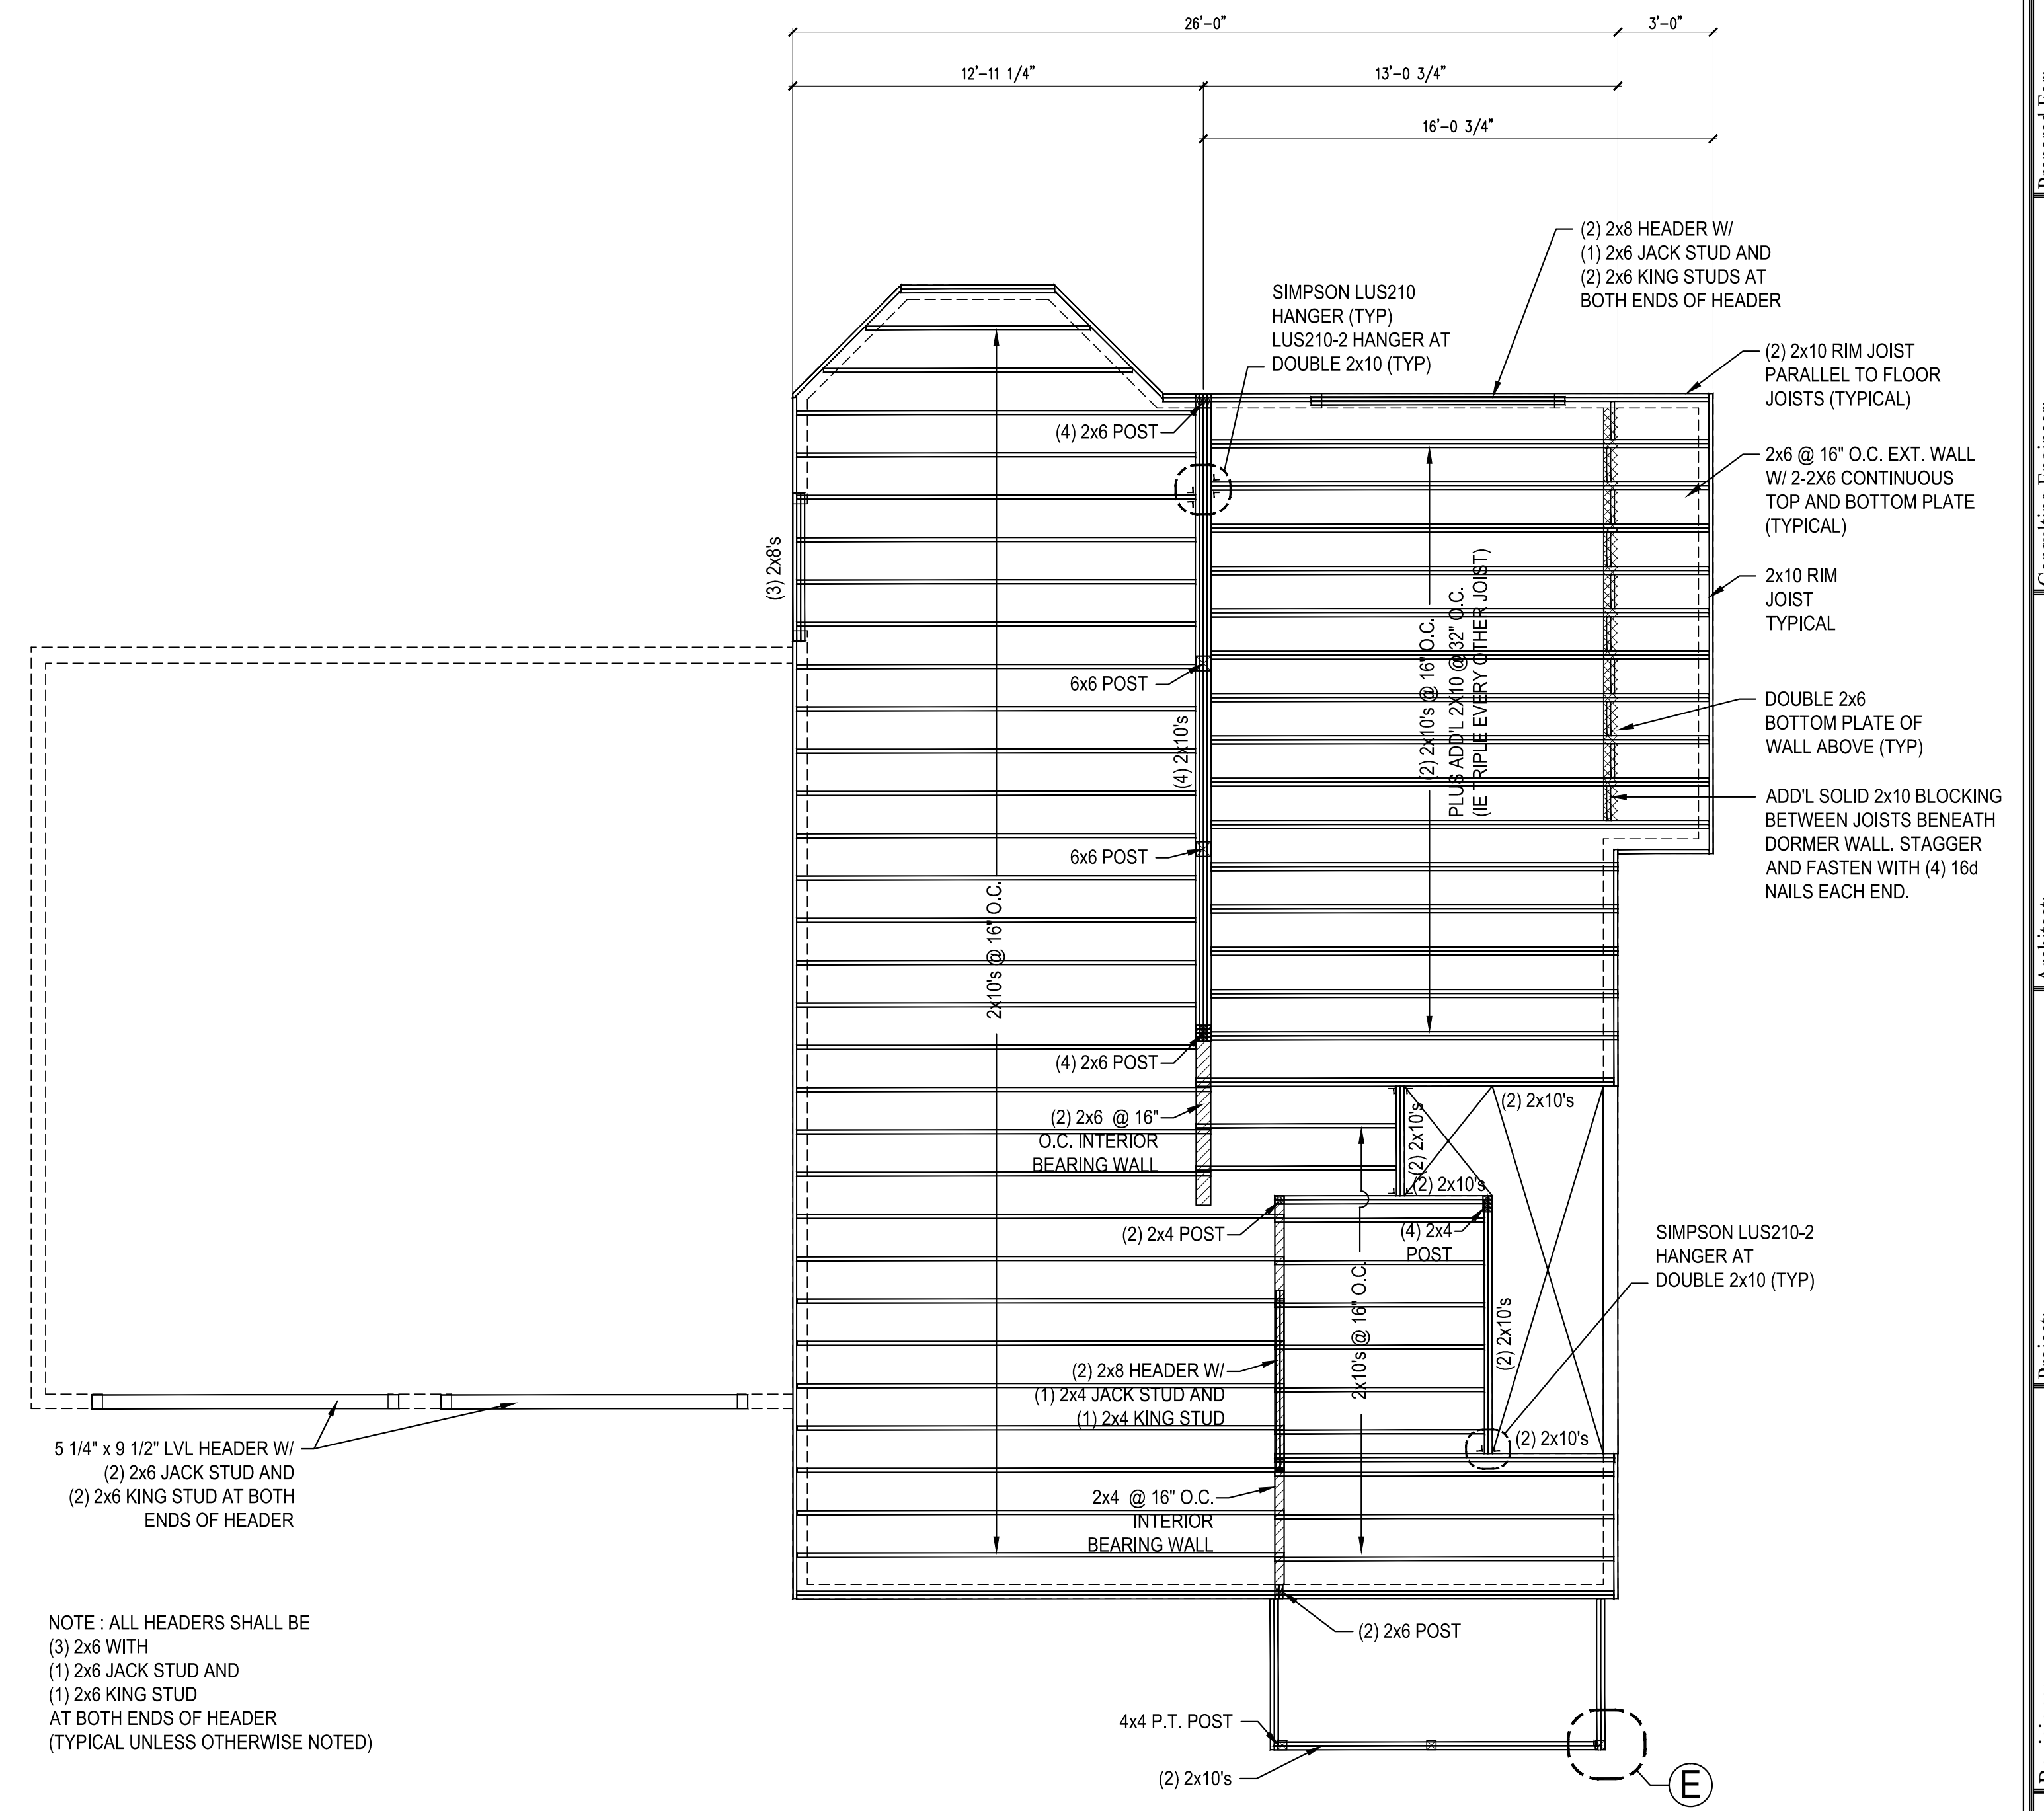 26'-0"
3'-0"
12'-11 1/4"
13'-0 3/4"
16'-0 3/4"
(2) 2x8 HEADER W/
(1) 2x6 JACK STUD AND
(2) 2x6 KING STUDS AT
BOTH ENDS OF HEADER
SIMPSON LUS210
HANGER (TYP)
LUS210-2 HANGER AT
DOUBLE 2x10 (TYP)
(2) 2x10 RIM JOIST
PARALLEL TO FLOOR
JOISTS (TYPICAL)
(4) 2x6 POST
2x6 @ 16" O.C. EXT. WALL
W/ 2-2X6 CONTINUOUS
TOP AND BOTTOM PLATE
(TYPICAL)
(3) 2x8's
2x10 RIM
JOIST
TYPICAL
6x6 POST
(4) 2x10's
(2) 2x10's @ 16" O.C.
PLUS ADD'L 2X10 @ 32" O.C.
(IE TRIPLE EVERY OTHER JOIST)
DOUBLE 2x6
BOTTOM PLATE OF
WALL ABOVE (TYP)
ADD'L SOLID 2x10 BLOCKING
BETWEEN JOISTS BENEATH
DORMER WALL. STAGGER
AND FASTEN WITH (4) 16d
NAILS EACH END.
6x6 POST
2x10's @ 16" O.C.
(4) 2x6 POST
(2) 2x6 @ 16"
O.C. INTERIOR
BEARING WALL
(2) 2x10's
(2) 2x10's
(2) 2x10's
(2) 2x4 POST
(4) 2x4
POST
SIMPSON LUS210-2
HANGER AT
DOUBLE 2x10 (TYP)
2x10's @ 16" O.C.
(2) 2x10's
(2) 2x8 HEADER W/
(1) 2x4 JACK STUD AND
(1) 2x4 KING STUD
(2) 2x10's
5 1/4" x 9 1/2" LVL HEADER W/
(2) 2x6 JACK STUD AND
(2) 2x6 KING STUD AT BOTH
ENDS OF HEADER
2x4 @ 16" O.C.
INTERIOR
BEARING WALL
NOTE : ALL HEADERS SHALL BE
(3) 2x6 WITH
(1) 2x6 JACK STUD AND
(1) 2x6 KING STUD
AT BOTH ENDS OF HEADER
(TYPICAL UNLESS OTHERWISE NOTED)
(2) 2x6 POST
4x4 P.T. POST
(2) 2x10's
E